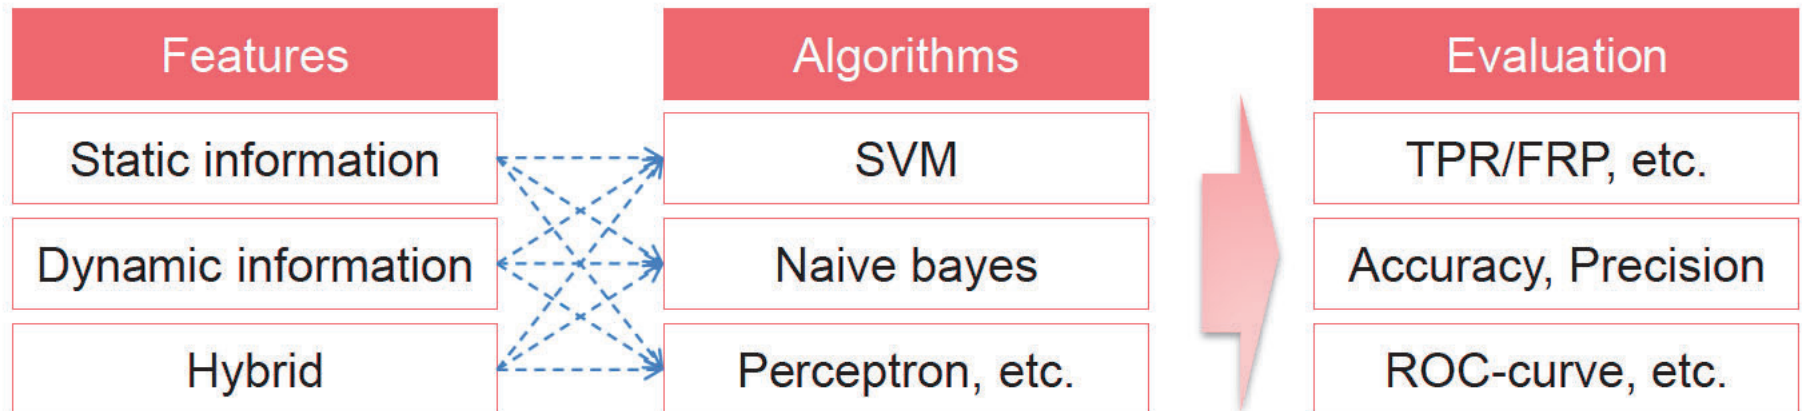 Features
Static information
Dynamic information
Hybrid
Algorithms
SVM
Naive bayes
Perceptron, etc.
Evaluation
TPR/FRP, etc.
Accuracy, Precision
ROC-curve, etc.